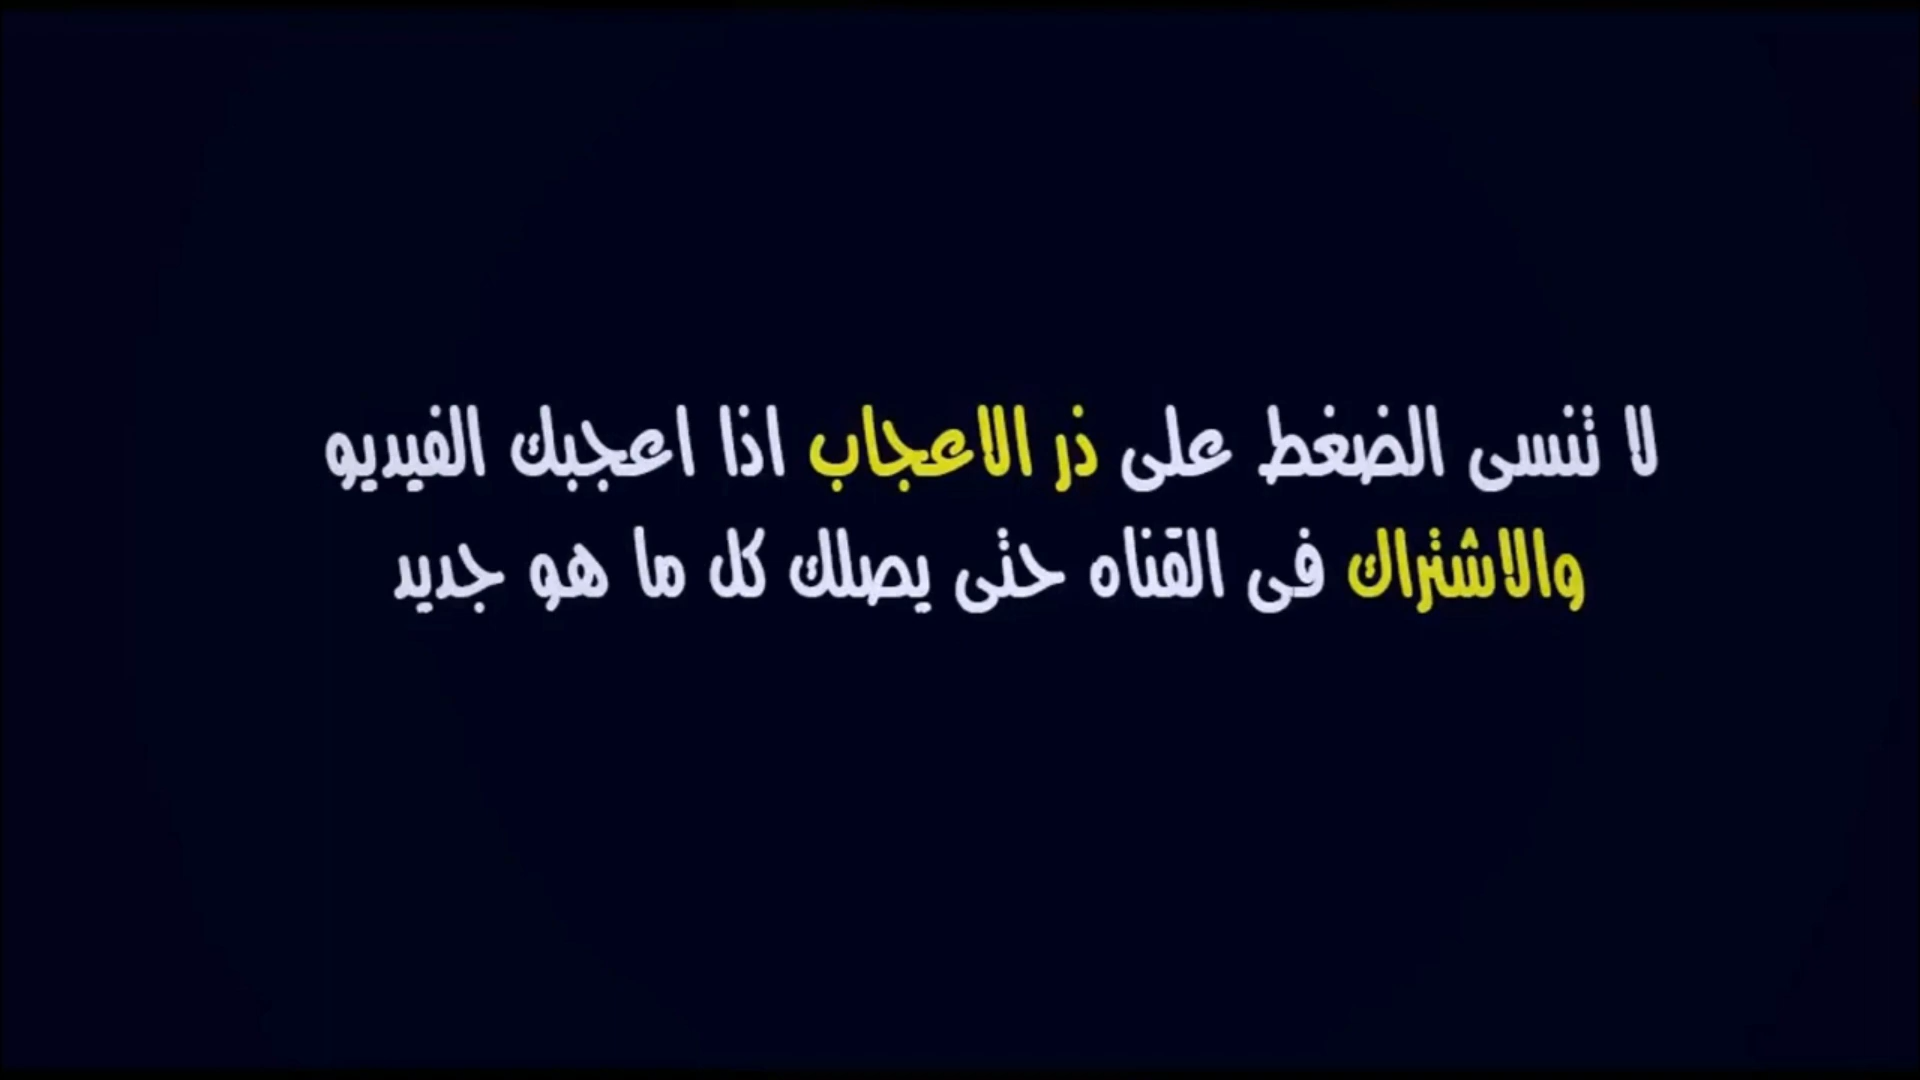 لا تنسى الضغط على ذر الاعجاب اذا اعجبك الفيديو
والاشتراك فى القناه حتى يصلك كل ما هو جديد